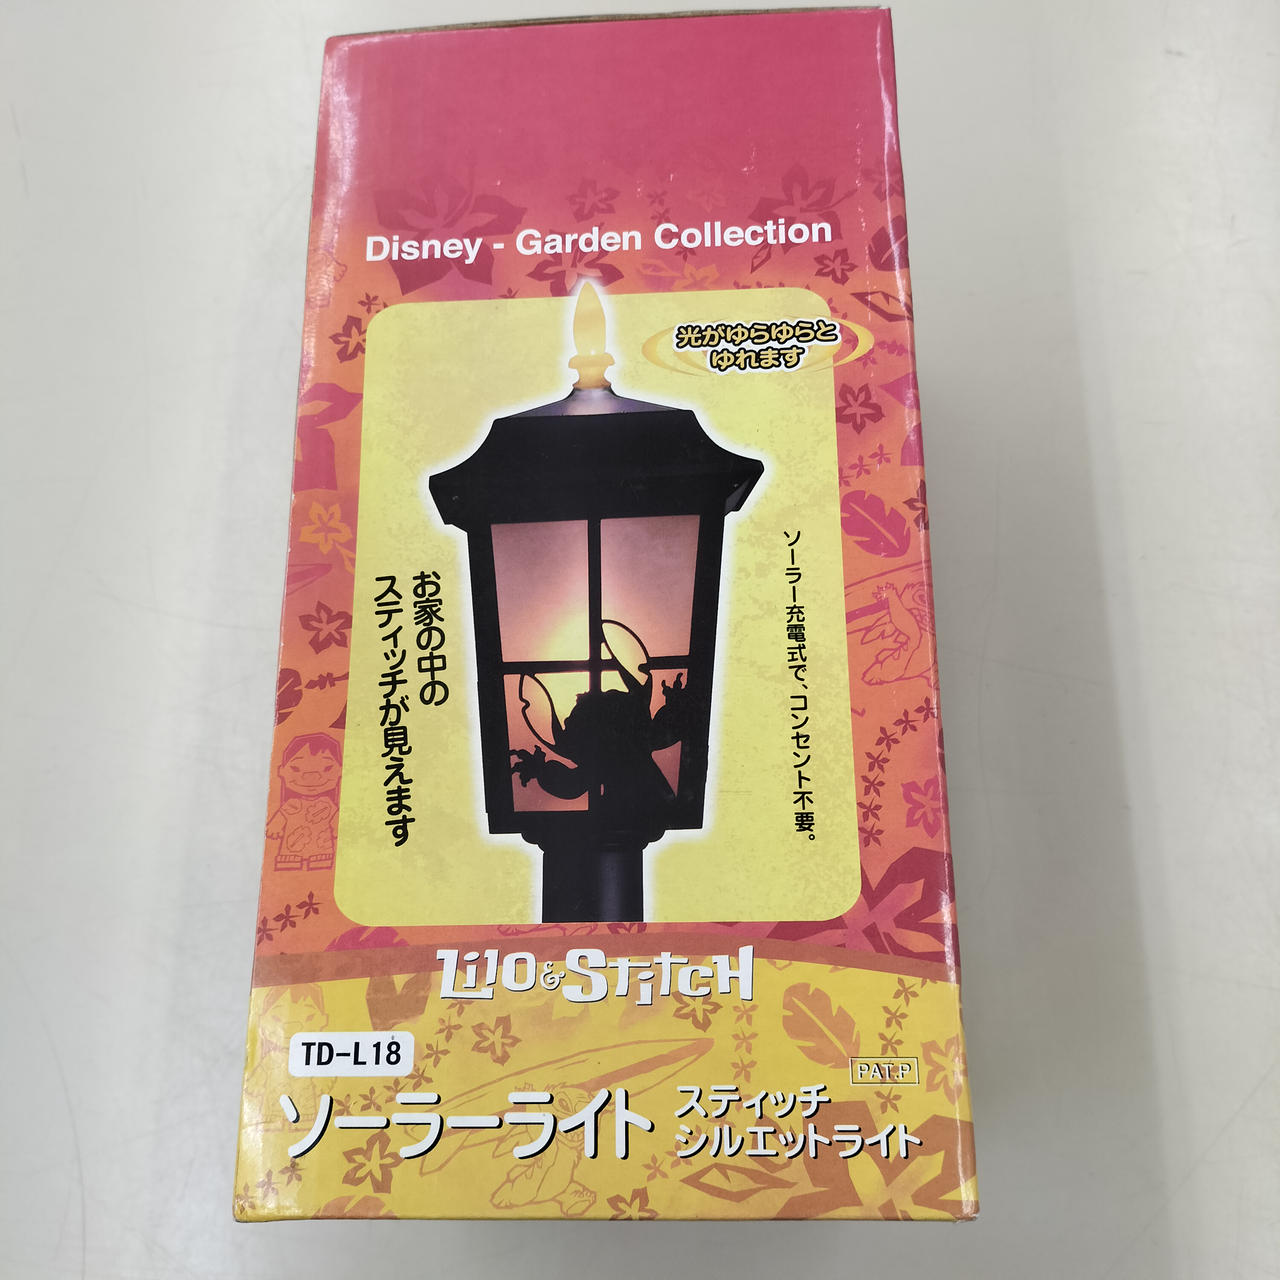 Disney - Garden Collection
光がゆらゆらと
ゆれます
ソーラー充電式で、コンセント不要。
お家の中の
スティッチが見えます
Lilo & Stitch
TD-L18
PAT.P
ソーラーライト
スティッチ
シルエットライト